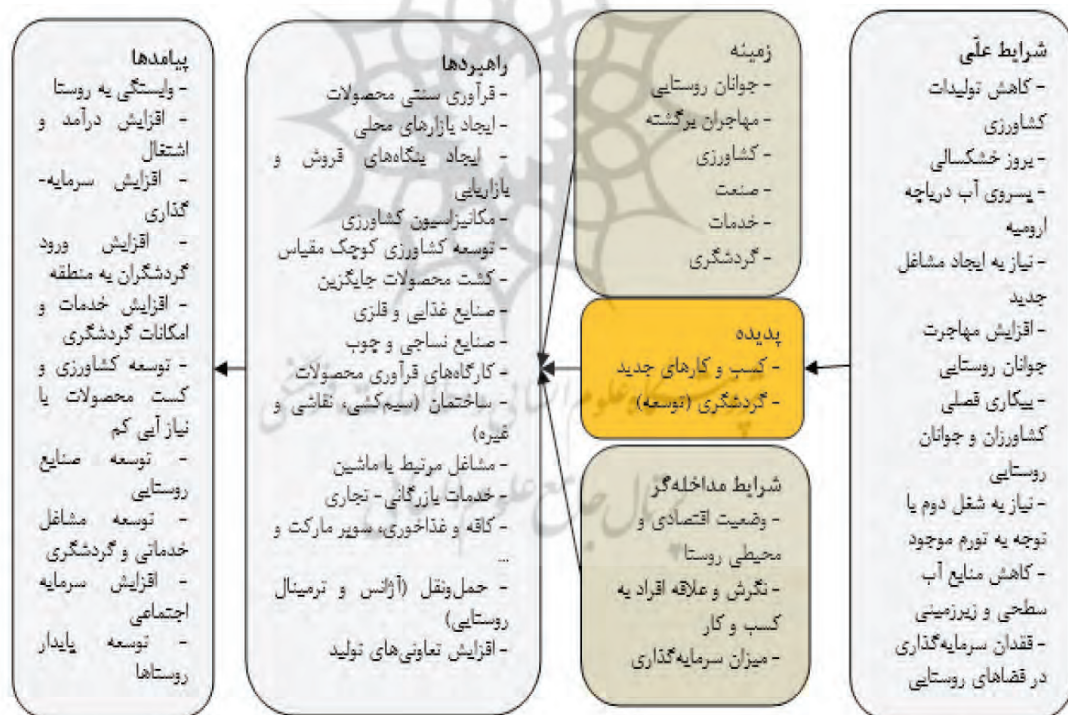 شرایط علّی
- کاهش تولیدات
کشاورزی
- بروز خشکسالی
- پسروی آب دریاچه
ارومیه
- نیاز به ایجاد مشاغل
جدید
- افزایش مهاجرت
جوانان روستایی
- بیکاری فصلی
کشاورزان و جوانان
روستایی
- نیاز به شغل دوم با
توجه به تورم موجود
- کاهش منابع آب
سطحی و زیرزمینی
- فقدان سرمایه‌گذاری
در فضاهای روستایی
زمینه
- جوانان روستایی
- مهاجران برگشته
- کشاورزی
- صنعت
- خدمات
- گردشگری
پدیده
- کسب و کارهای جدید
- گردشگری (توسعه)
شرایط مداخله‌گر
- وضعیت اقتصادی و
محیطی روستا
- نگرش و علاقه افراد به
کسب و کار
- میزان سرمایه‌گذاری
راهبردها
- فرآوری سنتی محصولات
- ایجاد بازارهای محلی
- ایجاد بنگاه‌های فروش و
بازاریابی
- مکانیزاسیون کشاورزی
- توسعه کشاورزی کوچک مقیاس
- کشت محصولات جایگزین
- صنایع غذایی و فلزی
- صنایع نساجی و چوب
- کارگاه‌های فرآوری محصولات
- ساختمان (سیم‌کشی، نقاشی و
غیره)
- مشاغل مرتبط با ماشین
- خدمات بازرگانی- تجاری
- کافه و غذاخوری، سوپر مارکت و
...
- حمل‌ونقل (آژانس و ترمینال
روستایی)
- افزایش تعاونی‌های تولید
پیامدها
- وابستگی به روستا
- افزایش درآمد و
اشتغال
- افزایش سرمایه-
گذاری
- افزایش ورود
گردشگران به منطقه
- افزایش خدمات و
امکانات گردشگری
- توسعه کشاورزی و
کست محصولات با
نیاز آبی کم
- توسعه صنایع
روستایی
- توسعه مشاغل
خدماتی و گردشگری
- افزایش سرمایه
اجتماعی
- توسعه پایدار
روستاها
پرتال جامع علوم انسانی